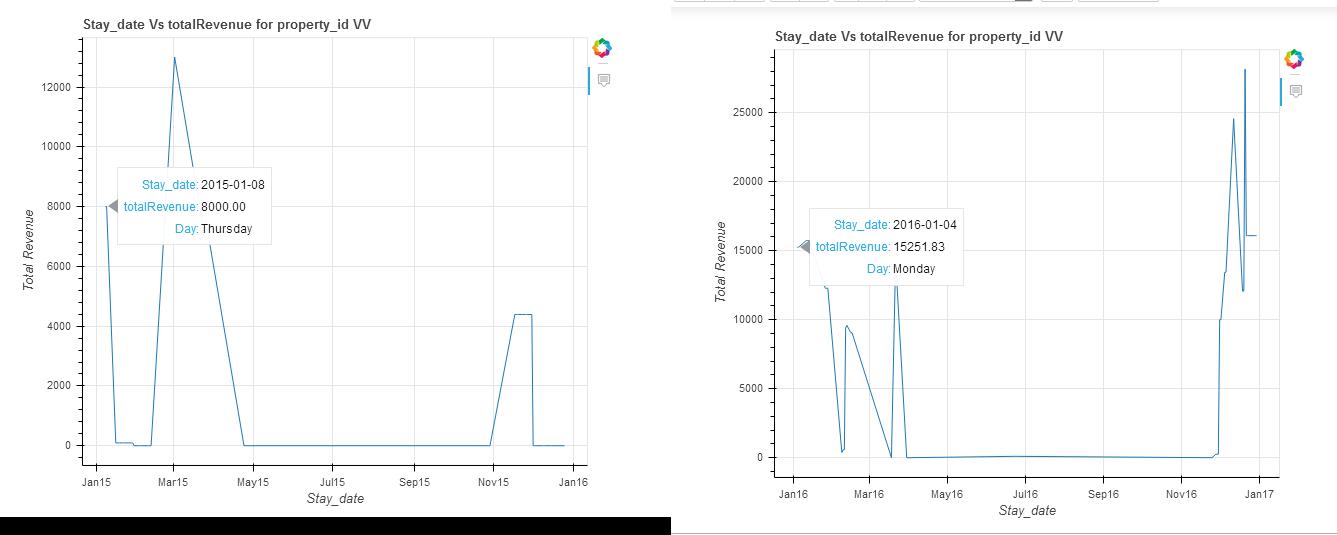 Stay_date Vs totalRevenue for property_id VV
12000
10000
8000
6000
4000
2000
0
Total Revenue
Stay_date: 2015-01-08
totalRevenue: 8000.00
Day: Thursday
Jan15 Mar15 May15 Jul15 Sep15 Nov15 Jan16
Stay_date
Stay_date Vs totalRevenue for property_id VV
25000
20000
15000
10000
5000
0
Total Revenue
Stay_date: 2016-01-04
totalRevenue: 15251.83
Day: Monday
Jan16 Mar16 May16 Jul16 Sep16 Nov16 Jan17
Stay_date